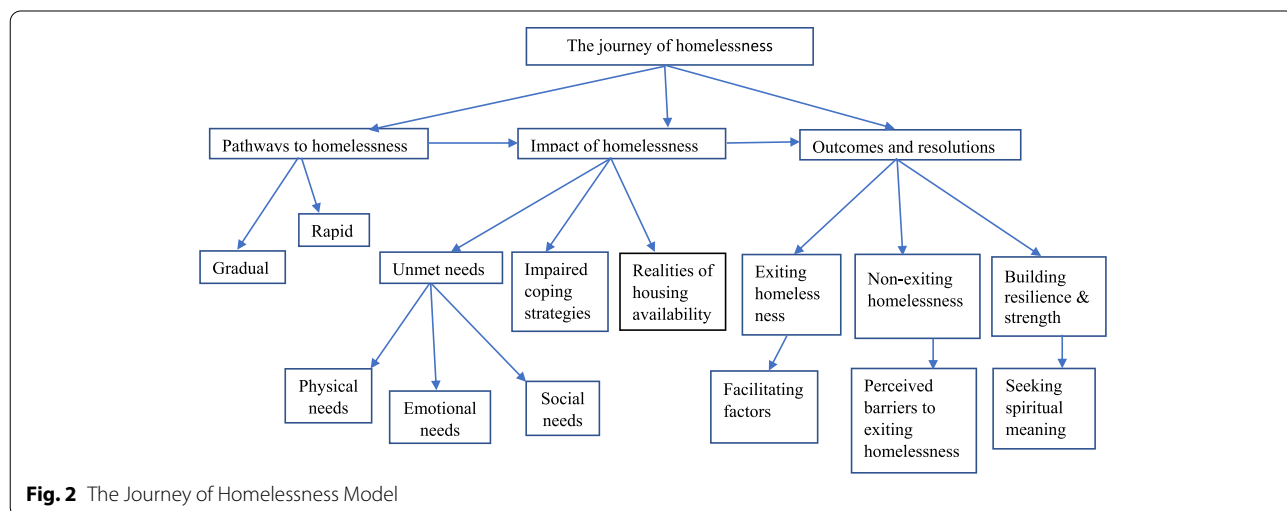 The journey of homelessness
Pathways to homelessness
Impact of homelessness
Outcomes and resolutions
Gradual
Rapid
Unmet needs
Impaired
coping
strategies
Realities of
housing
availability
Exiting
homeless
ness
Non-exiting
homelessness
Building
resilience &
strength
Physical
needs
Emotional
needs
Social
needs
Facilitating
factors
Perceived
barriers to
exiting
homelessness
Seeking
spiritual
meaning
Fig. 2 The Journey of Homelessness Model